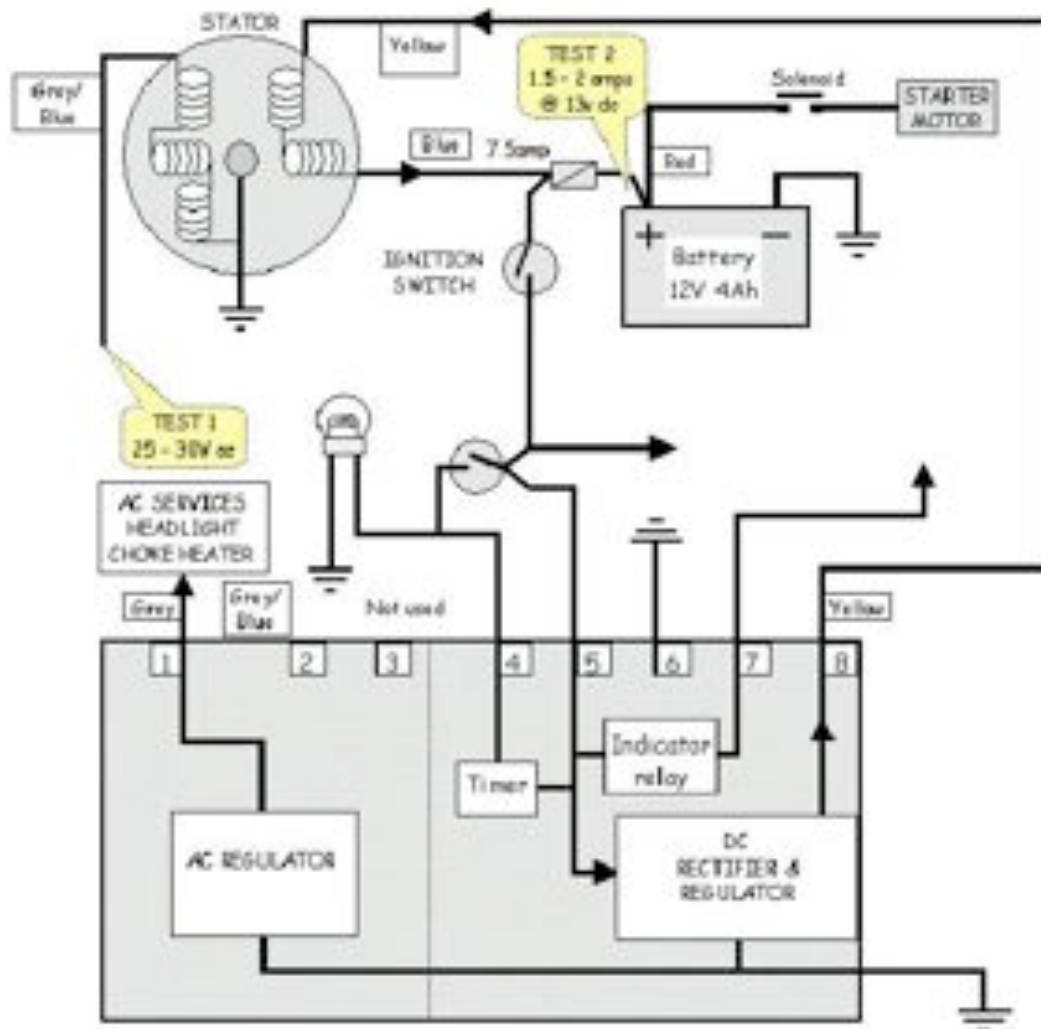 STATOR
Yellow
Grey/
Blue
TEST 2
1.5 - 2 amps
@ 13v dc
Solenoid
STARTER
MOTOR
Blue
7.5amp
Red
IGNITION
SWITCH
+
−
Battery
12V 4Ah
TEST 1
25 - 30V ac
AC SERVICES
HEADLIGHT
CHOKE HEATER
Grey
Grey/
Blue
Not used
Yellow
1
2
3
4
5
6
7
8
Timer
Indicator
relay
AC REGULATOR
DC
RECTIFIER &
REGULATOR